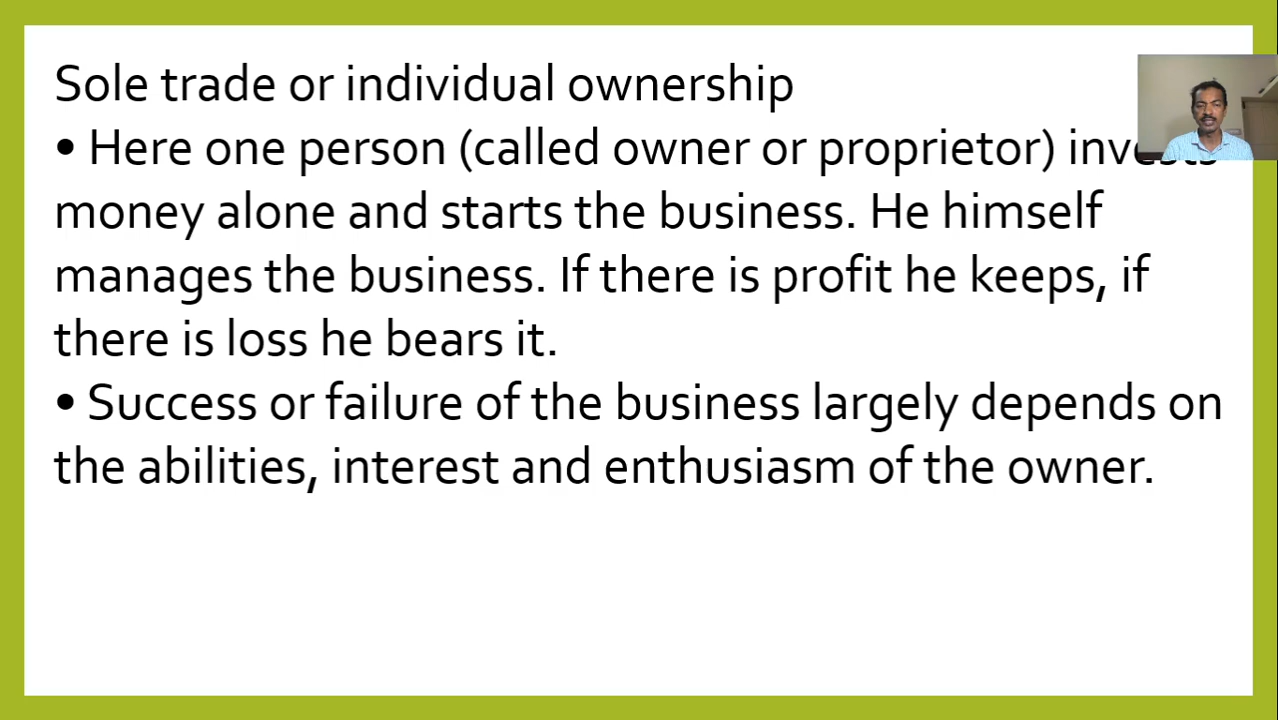 Sole trade or individual ownership
• Here one person (called owner or proprietor) invests
money alone and starts the business. He himself
manages the business. If there is profit he keeps, if
there is loss he bears it.
• Success or failure of the business largely depends on
the abilities, interest and enthusiasm of the owner.